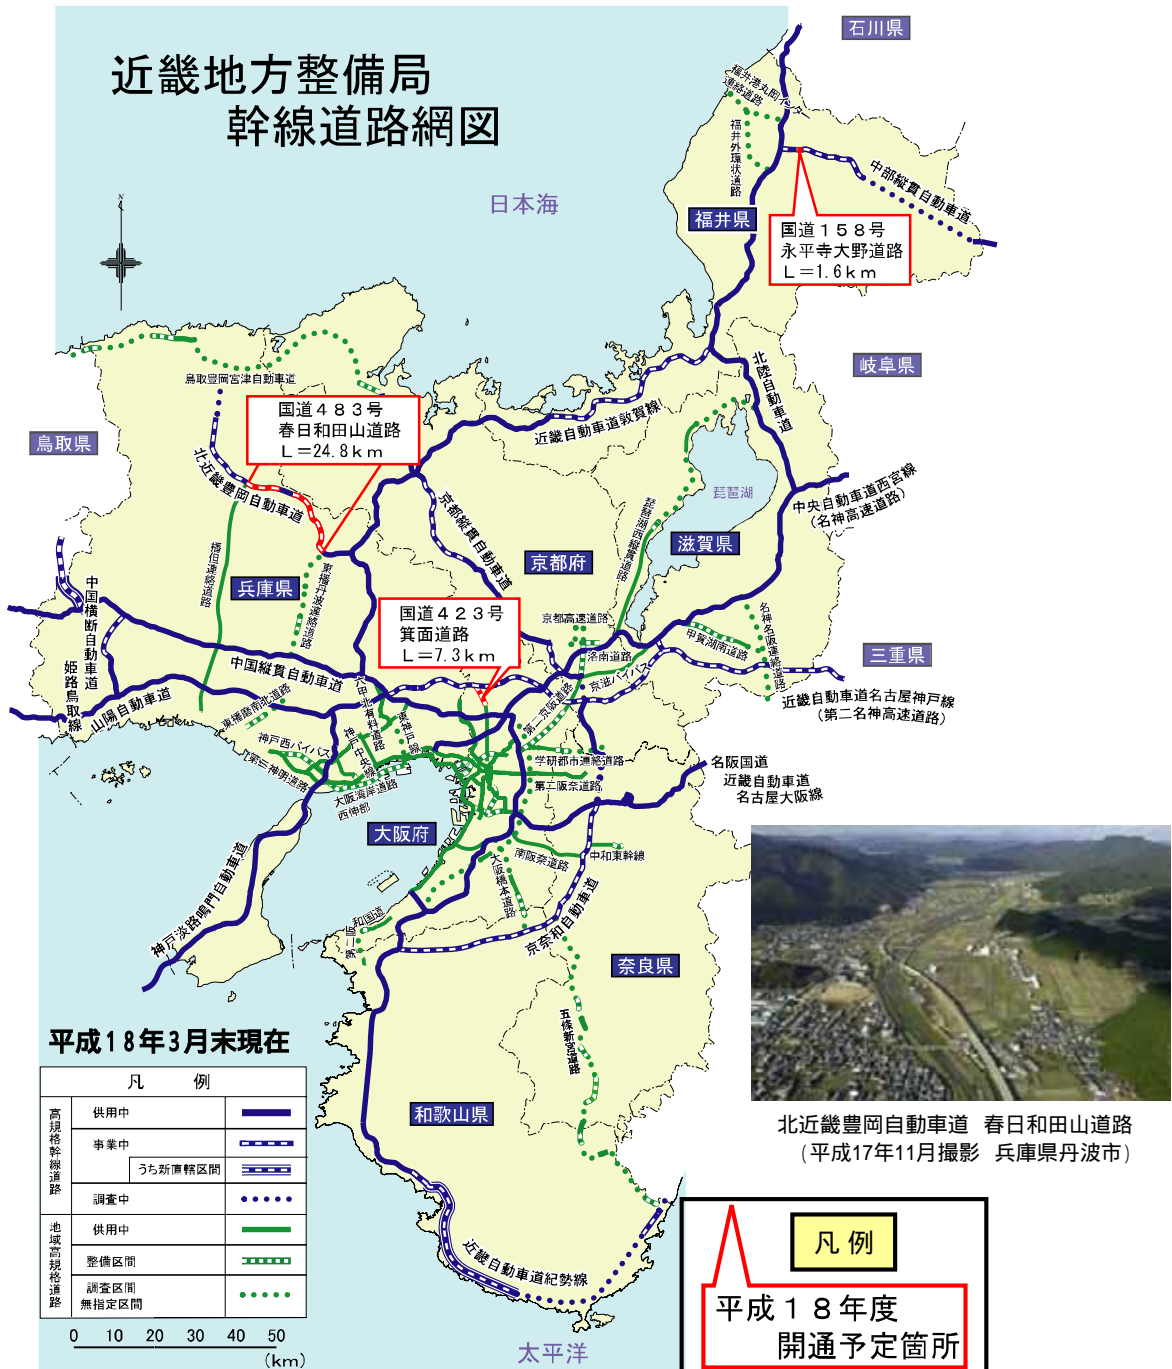 近畿地方整備局
幹線道路網図
石川県
福井港丸岡インター
連絡道路
福井外環状道路
中部縦貫自動車道
日本海
福井県
国道１５８号
永平寺大野道路
Ｌ＝1.6ｋｍ
N
岐阜県
北陸自動車道
鳥取豊岡宮津自動車道
国道４８３号
春日和田山道路
Ｌ＝24.8ｋｍ
鳥取県
近畿自動車道敦賀線
北近畿豊岡自動車道
琵琶湖
中央自動車道西宮線
(名神高速道路)
京都縦貫自動車道
琵琶湖西縦貫道路
滋賀県
京都府
播但連絡道路
兵庫県
東播丹波連絡道路
中国横断自動車道
姫路鳥取線
国道４２３号
箕面道路
Ｌ＝7.3ｋｍ
京都高速道路
洛南道路
京滋バイパス
甲賀湖南道路
名神名阪連絡道路
三重県
中国縦貫自動車道
山陽自動車道
東播磨南北道路
六甲北有料道路
第二京阪道路
近畿自動車道名古屋神戸線
(第二名神高速道路)
神戸西バイパス
第二神明道路
神戸中央線
東神戸線
大阪湾岸道路
西伸部
学研都市連絡道路
第二阪奈道路
名阪国道
近畿自動車道
名古屋大阪線
大阪府
南阪奈道路
中和東幹線
大阪橋本道路
神戸淡路鳴門自動車道
京奈和自動車道
第二阪和国道
奈良県
五條新宮道路
和歌山県
近畿自動車道紀勢線
太平洋
平成18年3月末現在
凡　例
高規格幹線道路
供用中
事業中
うち新直轄区間
調査中
地域高規格道路
供用中
整備区間
調査区間
無指定区間
0 10 20 30 40 50
(km)
北近畿豊岡自動車道 春日和田山道路
(平成17年11月撮影 兵庫県丹波市)
凡 例
平成１８年度
開通予定箇所